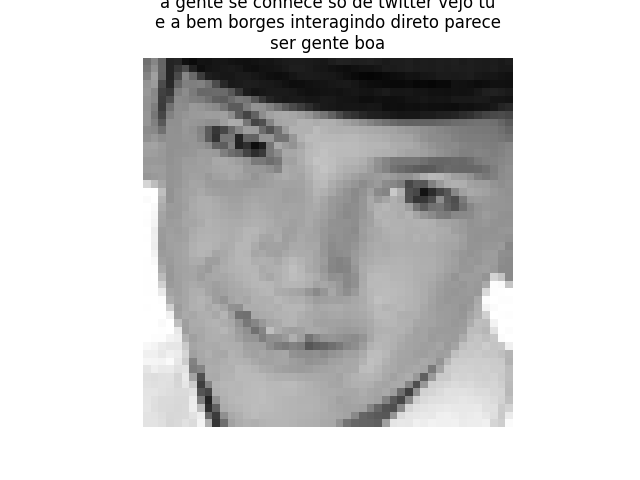 a gente se conhece só de twitter vejo tu
e a bem borges interagindo direto parece
ser gente boa